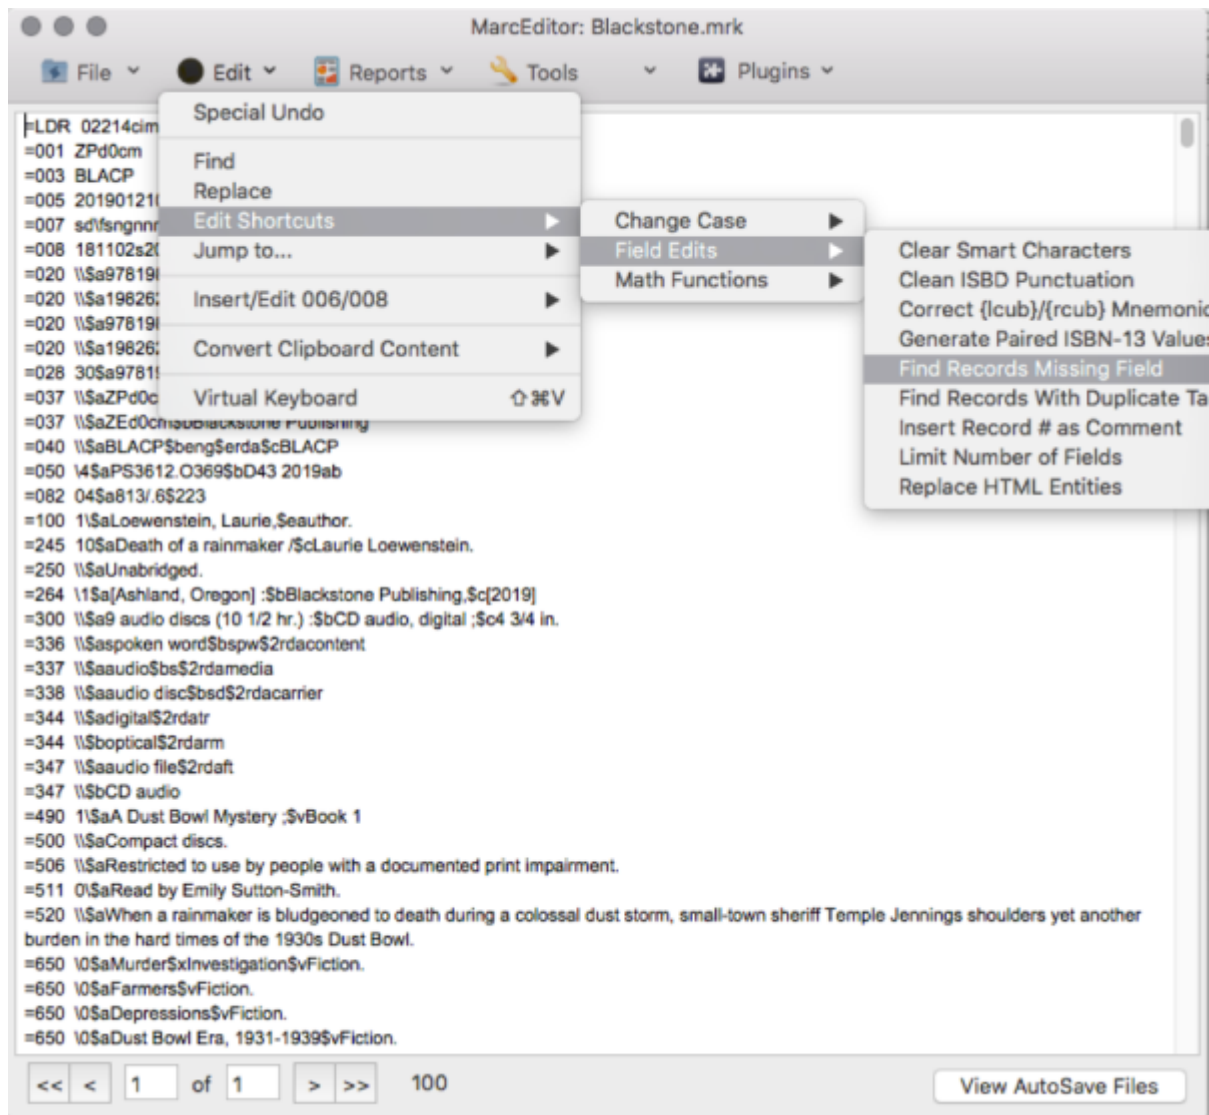 MarcEditor: Blackstone.mrk
File Edit Reports Tools Plugins
Special Undo
Find
Replace
Edit Shortcuts
Jump to...
Insert/Edit 006/008
Convert Clipboard Content
Virtual Keyboard ⇧⌘V
Change Case
Field Edits
Math Functions
Clear Smart Characters
Clean ISBD Punctuation
Correct {lcub}/{rcub} Mnemonic
Generate Paired ISBN-13 Values
Find Records Missing Field
Find Records With Duplicate Ta
Insert Record # as Comment
Limit Number of Fields
Replace HTML Entities
=LDR 02214cim
=001 ZPd0cm
=003 BLACP
=005 20190121
=007 sd\fsngnnr
=008 181102s20
=020 \\$a978198
=020 \\$a198262
=020 \\$a978198
=020 \\$a198262
=028 30$a97819
=037 \\$aZPd0c
=037 \\$aZEd0cm$bBlackstone Publishing
=040 \\$aBLACP$beng$erda$cBLACP
=050 \4$aPS3612.O369$bD43 2019ab
=082 04$a813/.6$223
=100 1\$aLoewenstein, Laurie,$eauthor.
=245 10$aDeath of a rainmaker /$cLaurie Loewenstein.
=250 \\$aUnabridged.
=264 \1$a[Ashland, Oregon] :$bBlackstone Publishing,$c[2019]
=300 \\$a9 audio discs (10 1/2 hr.) :$bCD audio, digital ;$c4 3/4 in.
=336 \\$aspoken word$bspw$2rdacontent
=337 \\$aaudio$bs$2rdamedia
=338 \\$aaudio disc$bsd$2rdacarrier
=344 \\$adigital$2rdatr
=344 \\$boptical$2rdarm
=347 \\$aaudio file$2rdaft
=347 \\$bCD audio
=490 1\$aA Dust Bowl Mystery ;$vBook 1
=500 \\$aCompact discs.
=506 \\$aRestricted to use by people with a documented print impairment.
=511 0\$aRead by Emily Sutton-Smith.
=520 \\$aWhen a rainmaker is bludgeoned to death during a colossal dust storm, small-town sheriff Temple Jennings shoulders yet another
burden in the hard times of the 1930s Dust Bowl.
=650 \0$aMurder$xInvestigation$vFiction.
=650 \0$aFarmers$vFiction.
=650 \0$aDepressions$vFiction.
=650 \0$aDust Bowl Era, 1931-1939$vFiction.
<< < 1 of 1 > >> 100 View AutoSave Files